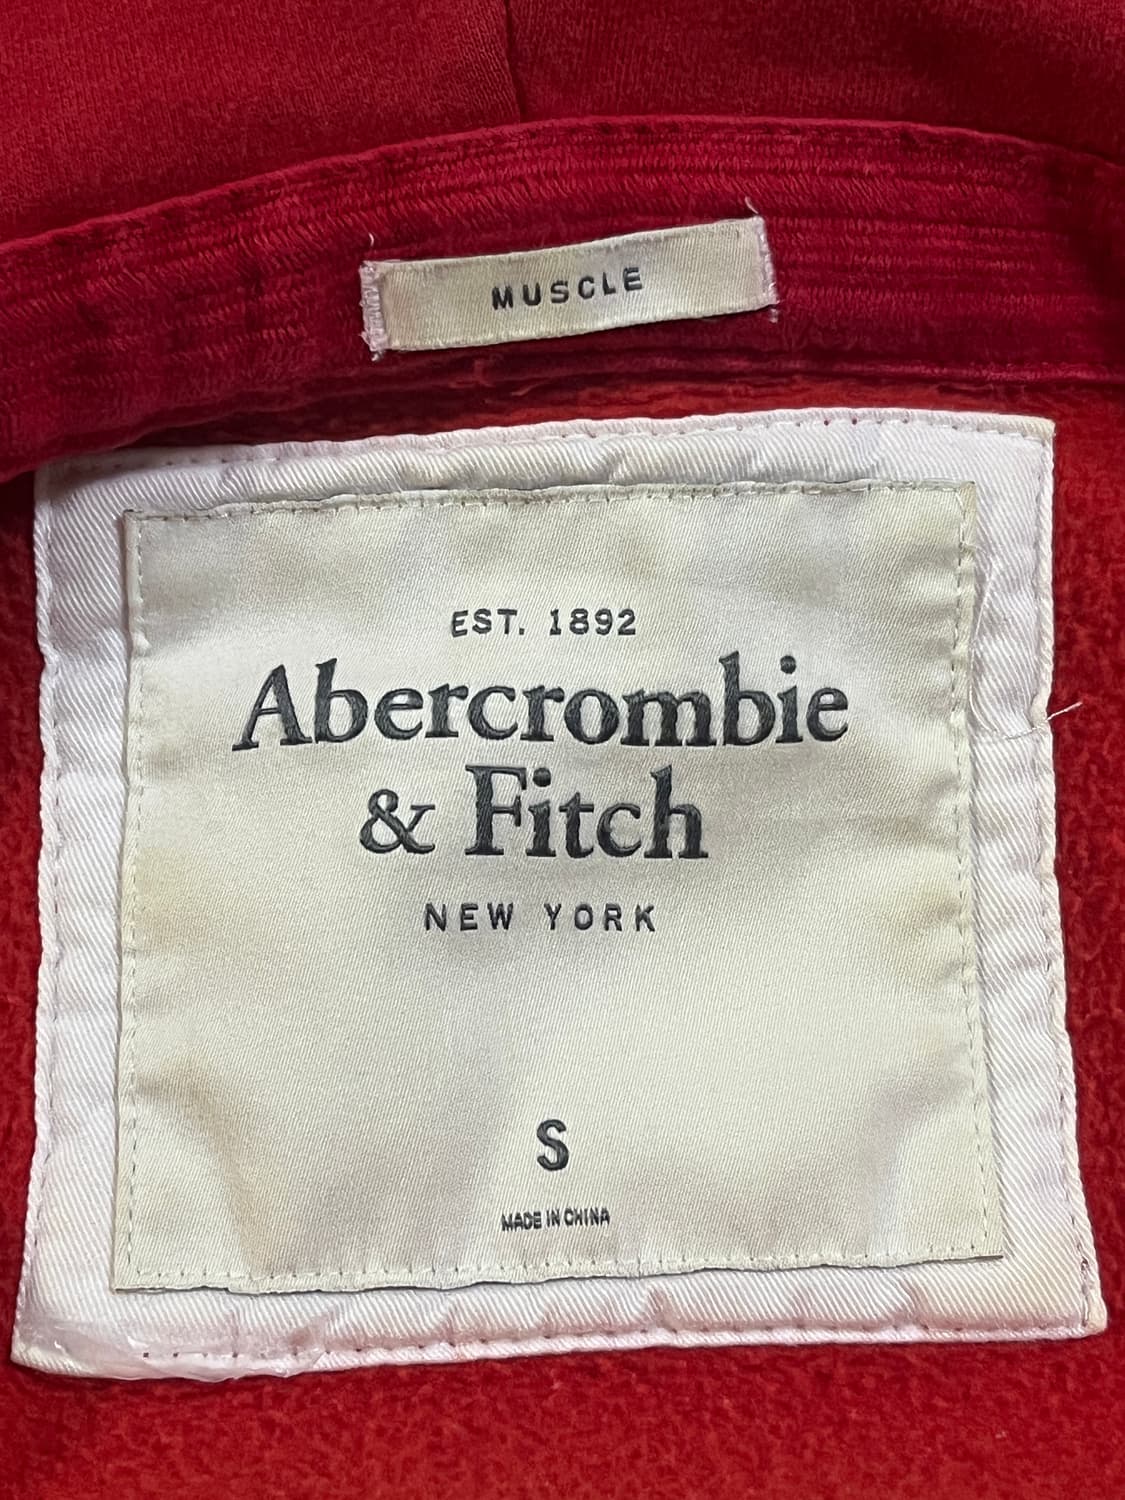 MUSCLE
EST. 1892
Abercrombie
& Fitch
NEW YORK
S
MADE IN CHINA